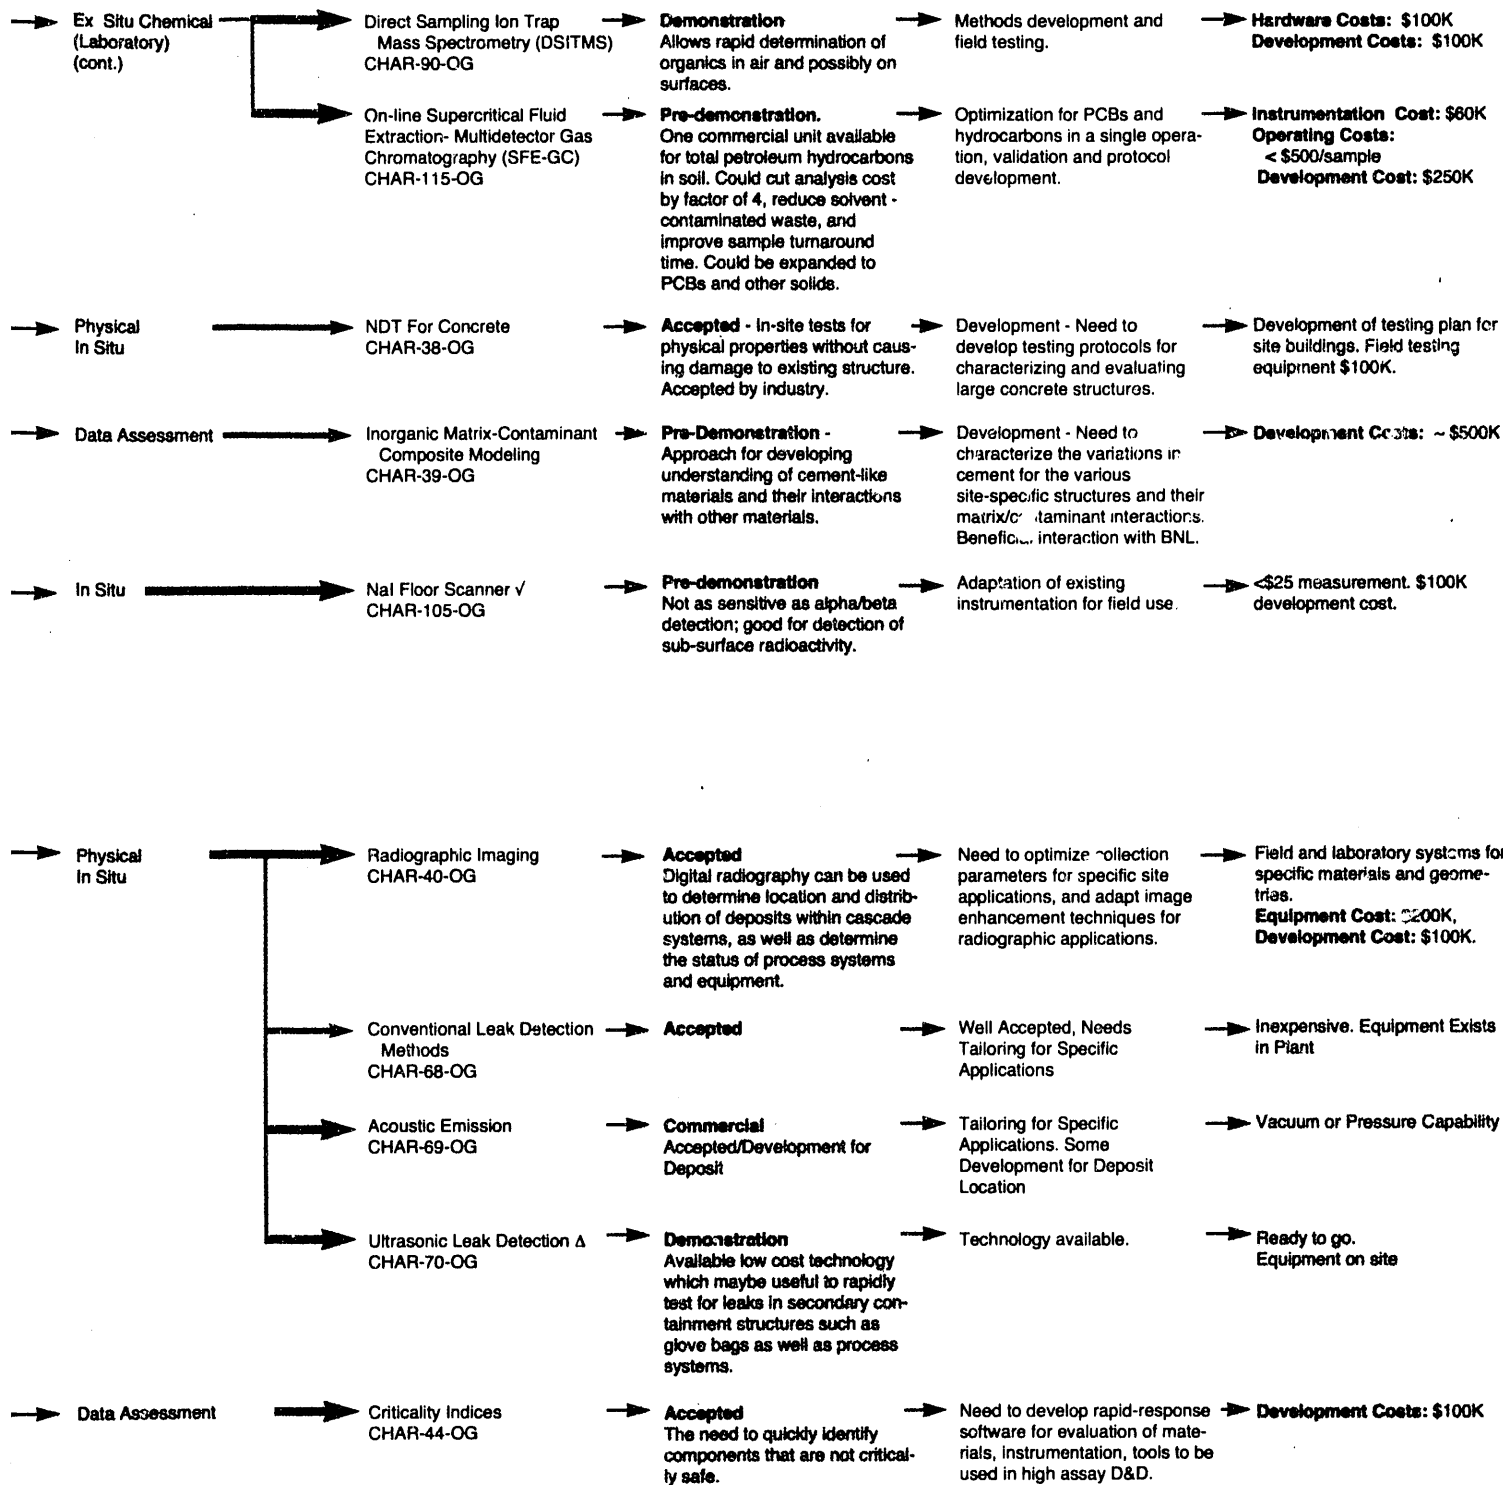 Ex Situ Chemical
(Laboratory)
(cont.)
Direct Sampling Ion Trap
Mass Spectrometry (DSITMS)
CHAR-90-OG
Demonstration
Allows rapid determination of
organics in air and possibly on
surfaces.
Methods development and
field testing.
Hardware Costs: $100K
Development Costs: $100K
On-line Supercritical Fluid
Extraction- Multidetector Gas
Chromatography (SFE-GC)
CHAR-115-OG
Pre-demonstration.
One commercial unit available
for total petroleum hydrocarbons
in soil. Could cut analysis cost
by factor of 4, reduce solvent -
contaminated waste, and
improve sample turnaround
time. Could be expanded to
PCBs and other solids.
Optimization for PCBs and
hydrocarbons in a single opera-
tion, validation and protocol
development.
Instrumentation Cost: $60K
Operating Costs:
< $500/sample
Development Cost: $250K
Physical
In Situ
NDT For Concrete
CHAR-38-OG
Accepted - In-site tests for
physical properties without caus-
ing damage to existing structure.
Accepted by industry.
Development - Need to
develop testing protocols for
characterizing and evaluating
large concrete structures.
Development of testing plan for
site buildings. Field testing
equipment $100K.
Data Assessment
Inorganic Matrix-Contaminant
Composite Modeling
CHAR-39-OG
Pre-Demonstration -
Approach for developing
understanding of cement-like
materials and their interactions
with other materials.
Development - Need to
characterize the variations in
cement for the various
site-specific structures and their
interactions.
interaction with BNL.
Development Costs: ~ $500K
In Situ
NaI Floor Scanner √
CHAR-105-OG
Pre-demonstration
Not as sensitive as alpha/beta
detection; good for detection of
sub-surface radioactivity.
Adaptation of existing
instrumentation for field use.
<$25 measurement. $100K
development cost.
Physical
In Situ
Radiographic Imaging
CHAR-40-OG
Accepted
Digital radiography can be used
to determine location and distrib-
ution of deposits within cascade
systems, as well as determine
the status of process systems
and equipment.
Need to optimize collection
parameters for specific site
applications, and adapt image
enhancement techniques for
radiographic applications.
Field and laboratory systems for
specific materials and geome-
tries.
Equipment Cost: $200K,
Development Cost: $100K.
Conventional Leak Detection
Methods
CHAR-68-OG
Accepted
Well Accepted, Needs
Tailoring for Specific
Applications
Inexpensive. Equipment Exists
in Plant
Acoustic Emission
CHAR-69-OG
Commercial
Accepted/Development for
Deposit
Tailoring for Specific
Applications. Some
Development for Deposit
Location
Vacuum or Pressure Capability
Ultrasonic Leak Detection Δ
CHAR-70-OG
Demonstration
Available low cost technology
which maybe useful to rapidly
test for leaks in secondary con-
tainment structures such as
glove bags as well as process
systems.
Technology available.
Ready to go.
Equipment on site
Data Assessment
Criticality Indices
CHAR-44-OG
Accepted
The need to quickly identify
components that are not critical-
ly safe.
Need to develop rapid-response
software for evaluation of mate-
rials, instrumentation, tools to be
used in high assay D&D.
Development Costs: $100K